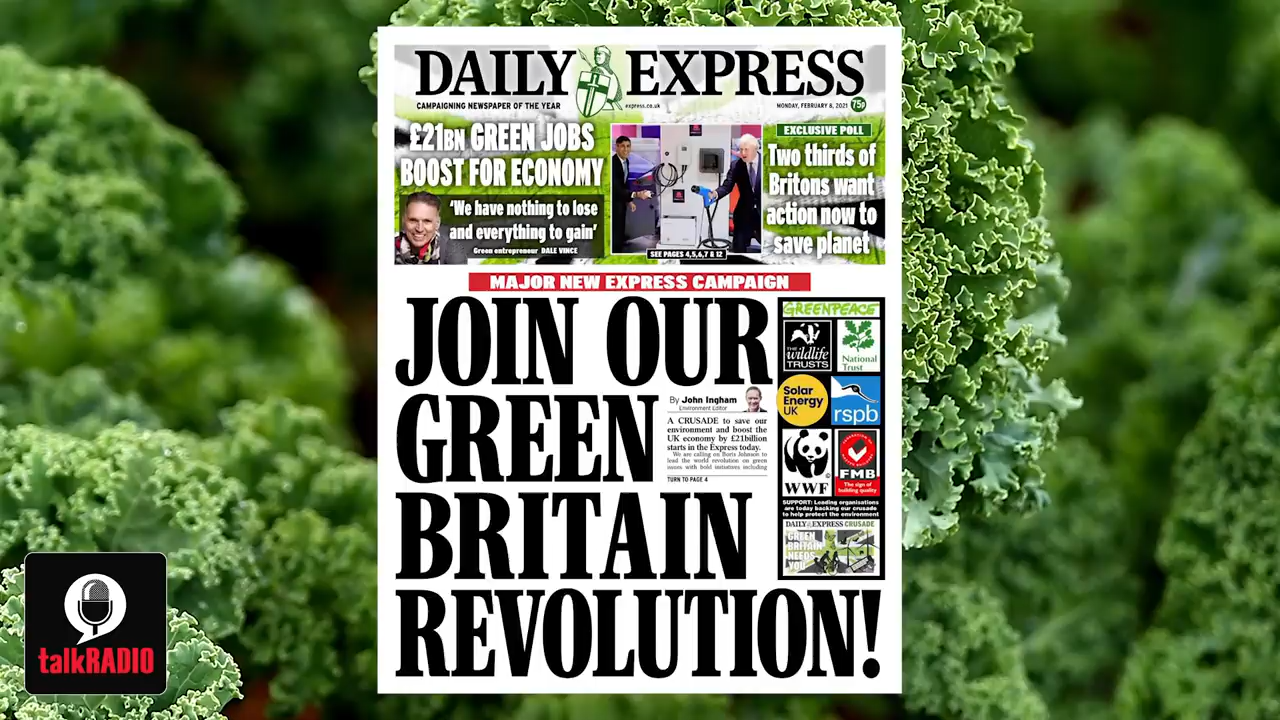 DAILY EXPRESS
CAMPAIGNING NEWSPAPER OF THE YEAR
express.co.uk
MONDAY, FEBRUARY 8, 2021 75p
£21BN GREEN JOBS
BOOST FOR ECONOMY
'We have nothing to lose
and everything to gain'
Green entrepreneur DALE VINCE
SEE PAGES 4,5,6,7 & 12
EXCLUSIVE POLL
Two thirds of
Britons want
action now to
save planet
MAJOR NEW EXPRESS CAMPAIGN
JOIN OUR
GREEN
BRITAIN
REVOLUTION!
By John Ingham
Environment Editor
A CRUSADE to save our
environment and boost the
UK economy by £21billion
starts in the Express today.
We are calling on Boris Johnson to
lead the world revolution on green
issues with bold initiatives including
TURN TO PAGE 4
GREENPEACE
THE
wildlife
TRUSTS
National
Trust
Solar
Energy
UK
rspb
WWF
FMB
The sign of
building quality
SUPPORT: Leading organisations
are today backing our crusade
to help protect the environment
DAILY EXPRESS CRUSADE
GREEN
BRITAIN
NEEDS
YOU
talkRADIO